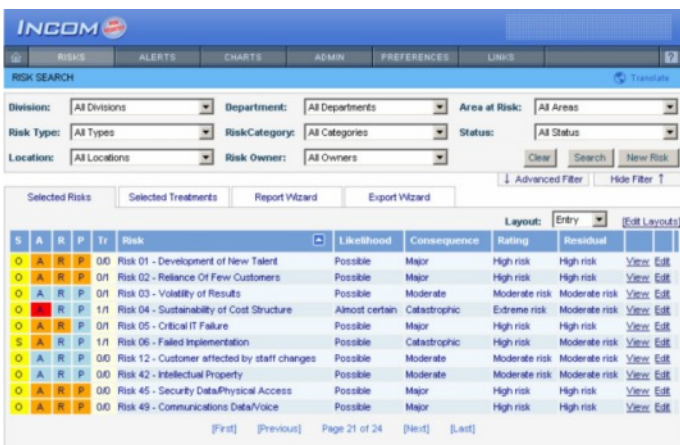 INCOM
RISKS ALERTS CHARTS ADMIN PREFERENCES LINKS ?
RISK SEARCH Translate
Division: All Divisions Department: All Departments Area at Risk: All Areas
Risk Type: All Types RiskCategory: All Categories Status: All Status
Location: All Locations Risk Owner: All Owners Clear Search New Risk
↓ Advanced Filter Hide Filter ↑
Selected Risks Selected Treatments Report Wizard Export Wizard
Layout: Entry [Edit Layouts]
S A R P Tr Risk Likelihood Consequence Rating Residual
O A R P 0/0 Risk 01 - Development of New Talent Possible Major High risk High risk View Edit
O A R P 0/1 Risk 02 - Reliance Of Few Customers Possible Major High risk High risk View Edit
O A R P 0/1 Risk 03 - Volatility of Results Possible Moderate Moderate risk Moderate risk View Edit
O A R P 1/1 Risk 04 - Sustainability of Cost Structure Almost certain Catastrophic Extreme risk High risk View Edit
O A R P 0/1 Risk 05 - Critical IT Failure Possible Major High risk High risk View Edit
S A R P 1/1 Risk 06 - Failed Implementation Possible Catastrophic High risk High risk View Edit
O A R P 0/0 Risk 12 - Customer affected by staff changes Possible Moderate Moderate risk Moderate risk View Edit
O A R P 0/0 Risk 42 - Intellectual Property Possible Moderate Moderate risk Moderate risk View Edit
O A R P 0/0 Risk 45 - Security Data/Physical Access Possible Major High risk High risk View Edit
O A R P 0/0 Risk 49 - Communications Data/Voice Possible Major High risk High risk View Edit
[First] [Previous] Page 21 of 24 [Next] [Last]